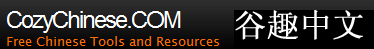 CozyChinese.COM
Free Chinese Tools and Resources
谷趣中文